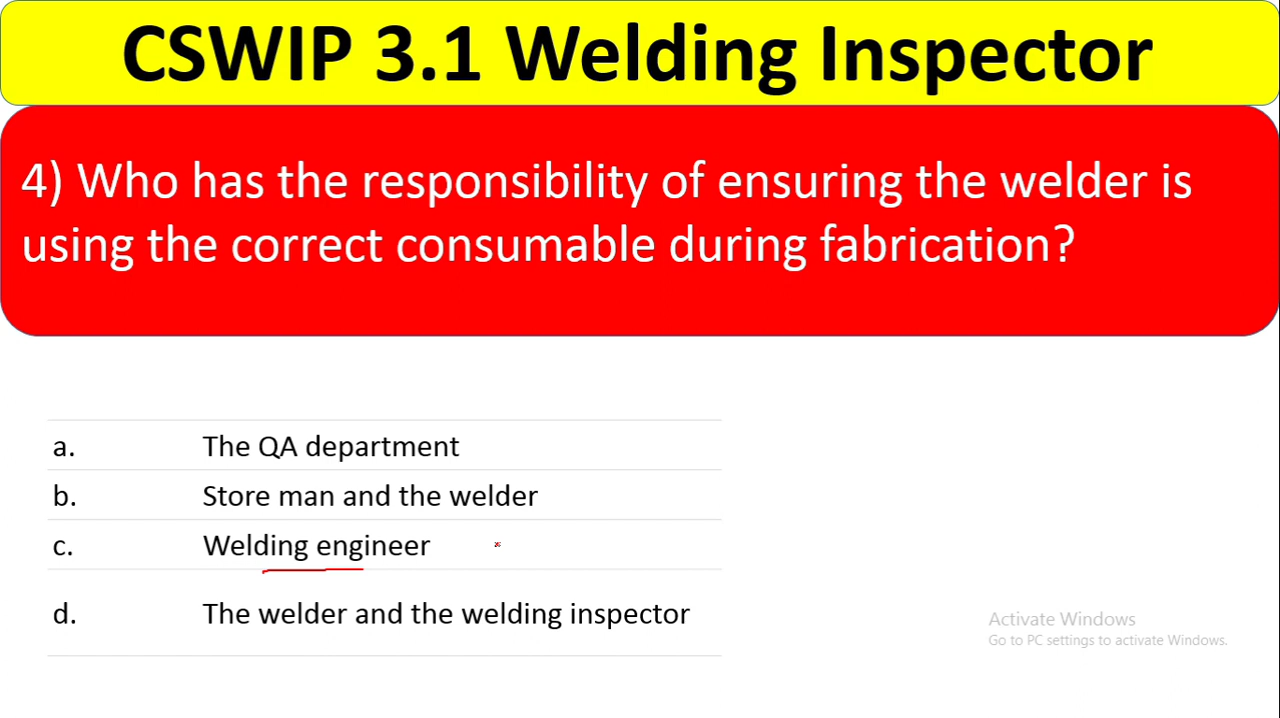 CSWIP 3.1 Welding Inspector
4) Who has the responsibility of ensuring the welder is
using the correct consumable during fabrication?
a. The QA department
b. Store man and the welder
c. Welding engineer
d. The welder and the welding inspector
Activate Windows
Go to PC settings to activate Windows.